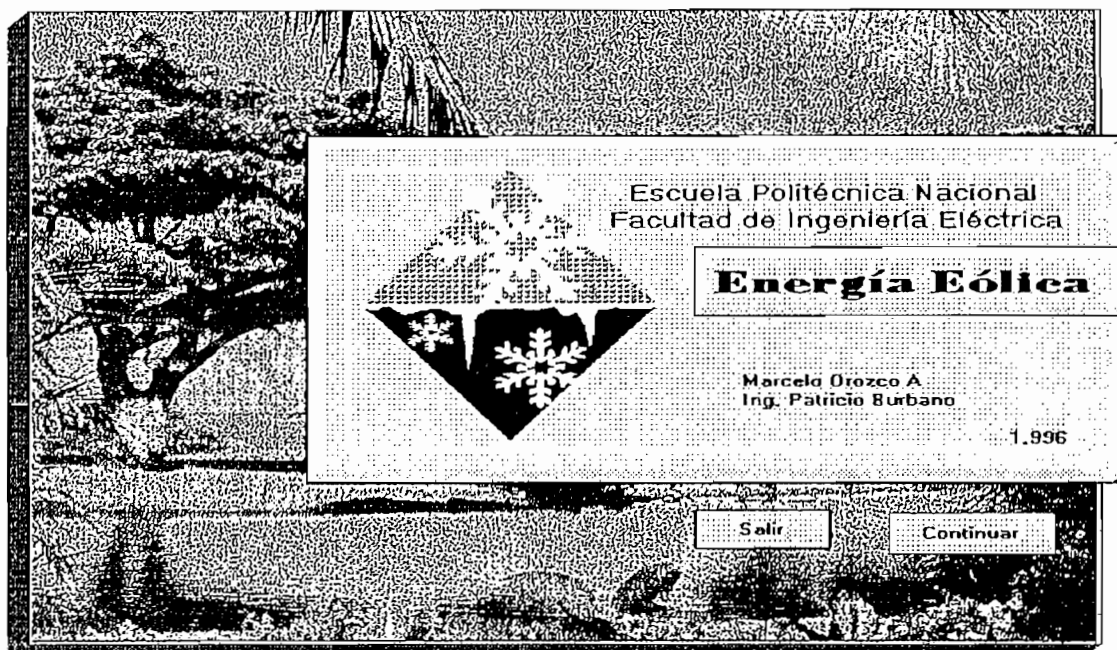 Escuela Politécnica Nacional
Facultad de Ingeniería Eléctrica
Energía Eólica
Marcelo Orozco A
Ing. Patricio Burbano
1.996
Salir
Continuar